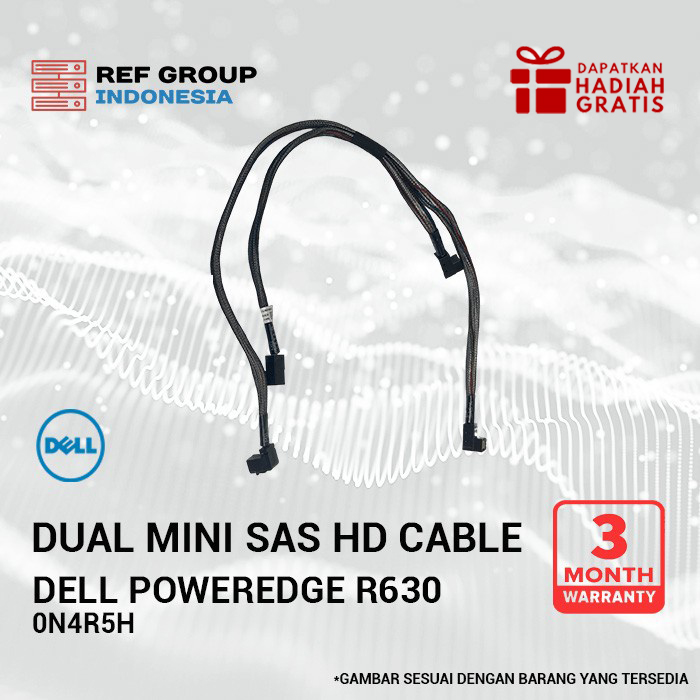 REF GROUP
INDONESIA
DAPATKAN
HADIAH
GRATIS
DELL
DUAL MINI SAS HD CABLE
DELL POWEREDGE R630
0N4R5H
3
MONTH
WARRANTY
*GAMBAR SESUAI DENGAN BARANG YANG TERSEDIA